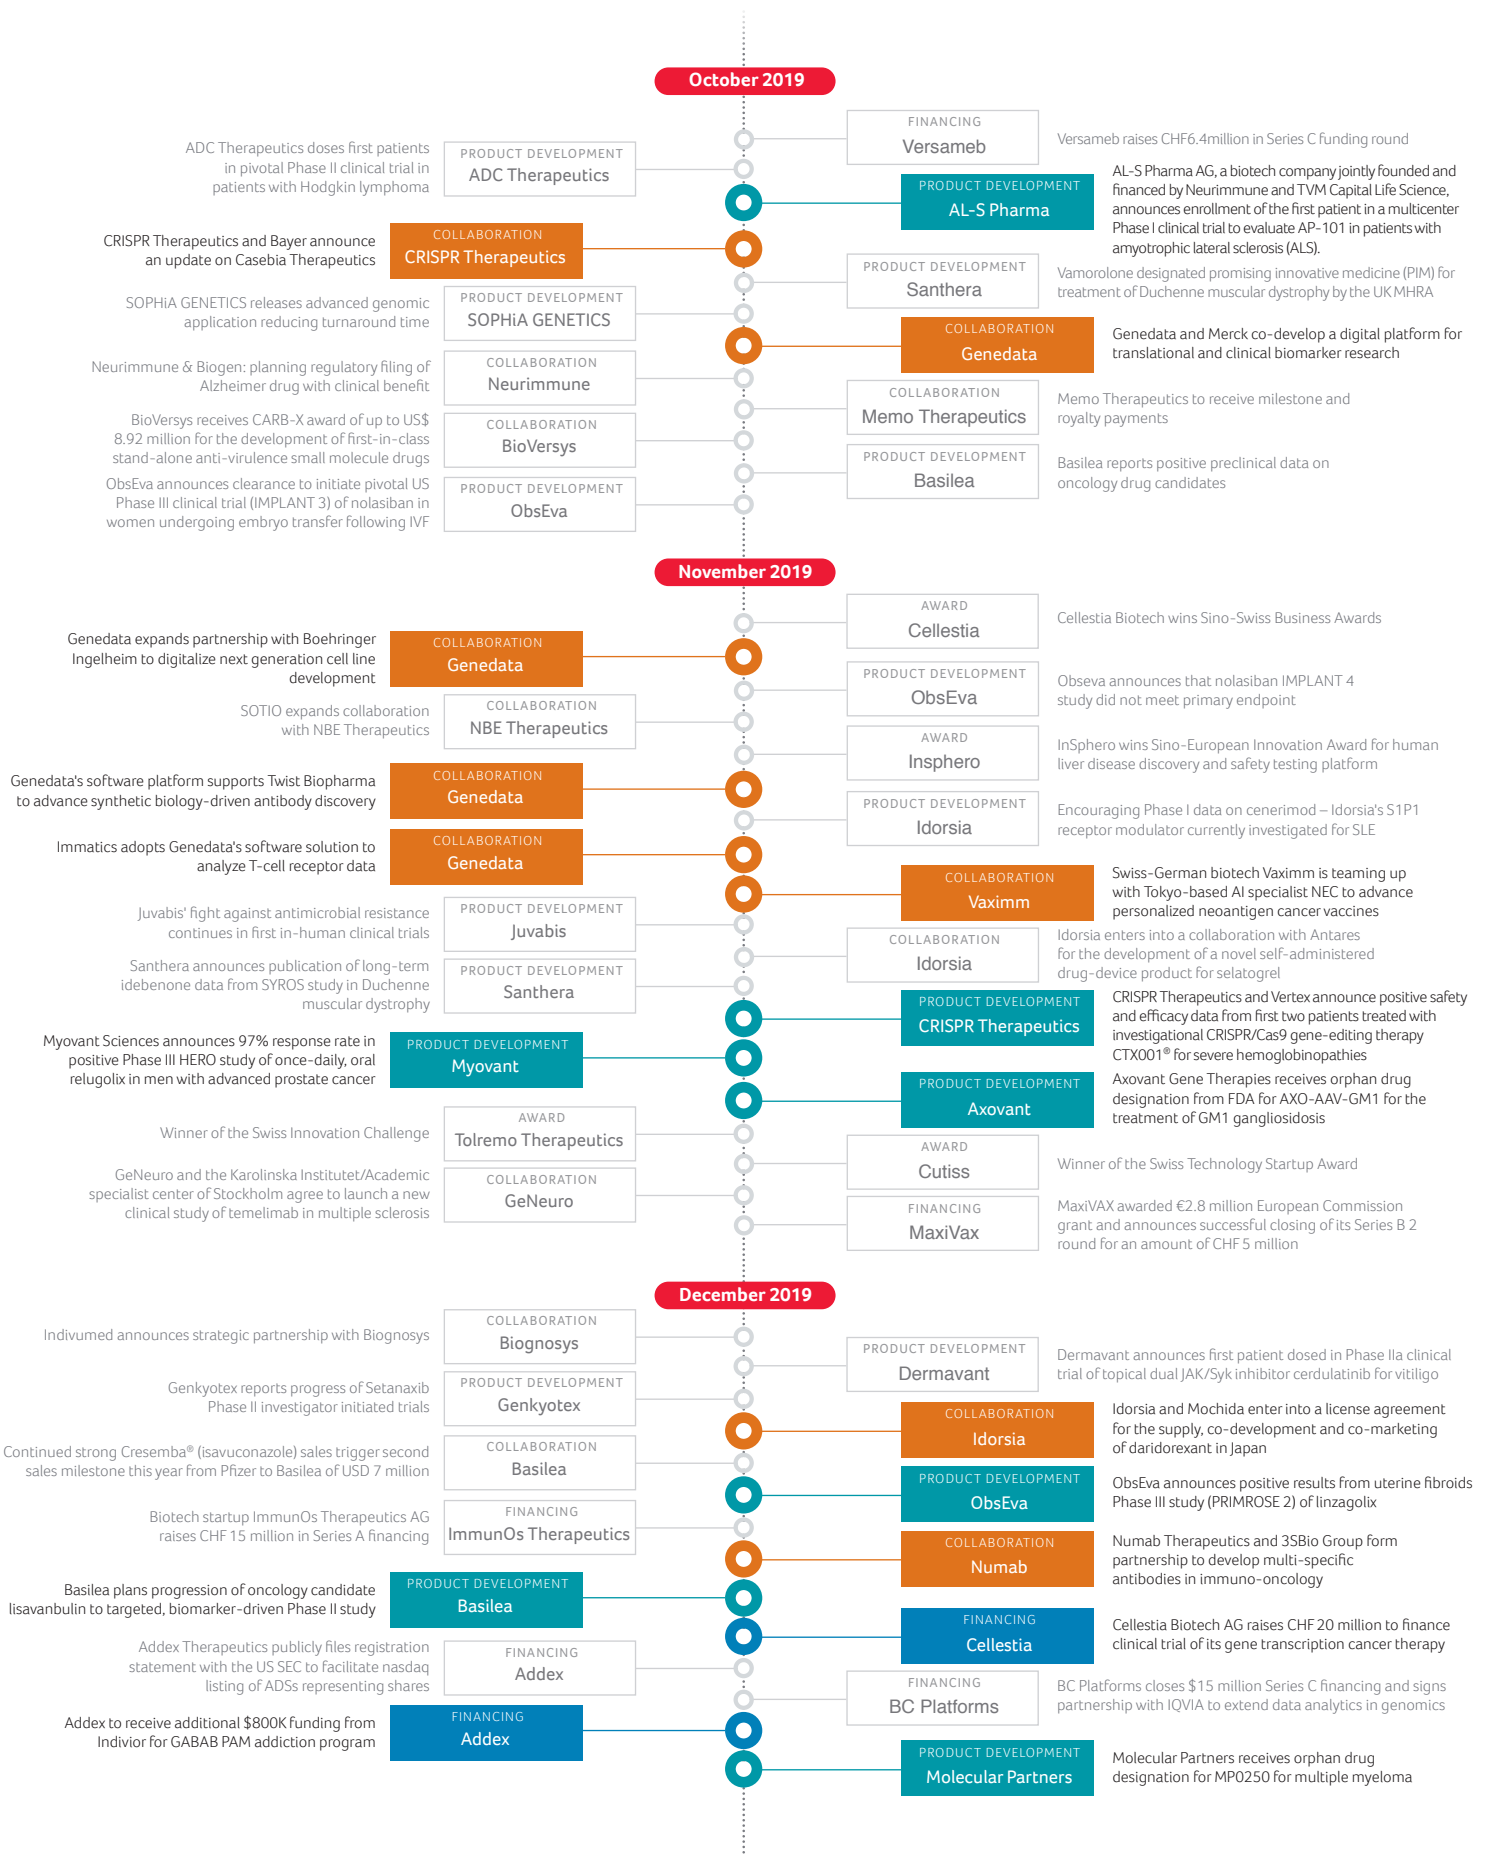 October 2019
FINANCING
Versameb
Versameb raises CHF6.4million in Series C funding round
ADC Therapeutics doses first patients
in pivotal Phase II clinical trial in
patients with Hodgkin lymphoma
PRODUCT DEVELOPMENT
ADC Therapeutics
PRODUCT DEVELOPMENT
AL-S Pharma
AL-S Pharma AG, a biotech company jointly founded and
financed by Neurimmune and TVM Capital Life Science,
announces enrollment of the first patient in a multicenter
Phase I clinical trial to evaluate AP-101 in patients with
amyotrophic lateral sclerosis (ALS).
CRISPR Therapeutics and Bayer announce
an update on Casebia Therapeutics
COLLABORATION
CRISPR Therapeutics
PRODUCT DEVELOPMENT
Santhera
Vamorolone designated promising innovative medicine (PIM) for
treatment of Duchenne muscular dystrophy by the UK MHRA
SOPHiA GENETICS releases advanced genomic
application reducing turnaround time
PRODUCT DEVELOPMENT
SOPHiA GENETICS
COLLABORATION
Genedata
Genedata and Merck co-develop a digital platform for
translational and clinical biomarker research
Neurimmune & Biogen: planning regulatory filing of
Alzheimer drug with clinical benefit
COLLABORATION
Neurimmune
COLLABORATION
Memo Therapeutics
Memo Therapeutics to receive milestone and
royalty payments
BioVersys receives CARB-X award of up to US$
8.92 million for the development of first-in-class
stand-alone anti-virulence small molecule drugs
COLLABORATION
BioVersys
PRODUCT DEVELOPMENT
Basilea
Basilea reports positive preclinical data on
oncology drug candidates
ObsEva announces clearance to initiate pivotal US
Phase III clinical trial (IMPLANT 3) of nolasiban in
women undergoing embryo transfer following IVF
PRODUCT DEVELOPMENT
ObsEva
November 2019
AWARD
Cellestia
Cellestia Biotech wins Sino-Swiss Business Awards
Genedata expands partnership with Boehringer
Ingelheim to digitalize next generation cell line
development
COLLABORATION
Genedata
PRODUCT DEVELOPMENT
ObsEva
Obseva announces that nolasiban IMPLANT 4
study did not meet primary endpoint
SOTIO expands collaboration
with NBE Therapeutics
COLLABORATION
NBE Therapeutics
AWARD
Insphero
InSphero wins Sino-European Innovation Award for human
liver disease discovery and safety testing platform
Genedata's software platform supports Twist Biopharma
to advance synthetic biology-driven antibody discovery
COLLABORATION
Genedata
PRODUCT DEVELOPMENT
Idorsia
Encouraging Phase I data on cenerimod – Idorsia's S1P1
receptor modulator currently investigated for SLE
Immatics adopts Genedata's software solution to
analyze T-cell receptor data
COLLABORATION
Genedata
COLLABORATION
Vaximm
Swiss-German biotech Vaximm is teaming up
with Tokyo-based AI specialist NEC to advance
personalized neoantigen cancer vaccines
Juvabis' fight against antimicrobial resistance
continues in first in-human clinical trials
PRODUCT DEVELOPMENT
Juvabis
COLLABORATION
Idorsia
Idorsia enters into a collaboration with Antares
for the development of a novel self-administered
drug-device product for selatogrel
Santhera announces publication of long-term
idebenone data from SYROS study in Duchenne
muscular dystrophy
PRODUCT DEVELOPMENT
Santhera
PRODUCT DEVELOPMENT
CRISPR Therapeutics
CRISPR Therapeutics and Vertex announce positive safety
and efficacy data from first two patients treated with
investigational CRISPR/Cas9 gene-editing therapy
CTX001® for severe hemoglobinopathies
Myovant Sciences announces 97% response rate in
positive Phase III HERO study of once-daily, oral
relugolix in men with advanced prostate cancer
PRODUCT DEVELOPMENT
Myovant
PRODUCT DEVELOPMENT
Axovant
Axovant Gene Therapies receives orphan drug
designation from FDA for AXO-AAV-GM1 for the
treatment of GM1 gangliosidosis
Winner of the Swiss Innovation Challenge
AWARD
Tolremo Therapeutics
AWARD
Cutiss
Winner of the Swiss Technology Startup Award
GeNeuro and the Karolinska Institutet/Academic
specialist center of Stockholm agree to launch a new
clinical study of temelimab in multiple sclerosis
COLLABORATION
GeNeuro
FINANCING
MaxiVax
MaxiVAX awarded €2.8 million European Commission
grant and announces successful closing of its Series B 2
round for an amount of CHF 5 million
December 2019
Indivumed announces strategic partnership with Biognosys
COLLABORATION
Biognosys
PRODUCT DEVELOPMENT
Dermavant
Dermavant announces first patient dosed in Phase IIa clinical
trial of topical dual JAK/Syk inhibitor cerdulatinib for vitiligo
Genkyotex reports progress of Setanaxib
Phase II investigator initiated trials
PRODUCT DEVELOPMENT
Genkyotex
COLLABORATION
Idorsia
Idorsia and Mochida enter into a license agreement
for the supply, co-development and co-marketing
of daridorexant in Japan
Continued strong Cresemba® (isavuconazole) sales trigger second
sales milestone this year from Pfizer to Basilea of USD 7 million
COLLABORATION
Basilea
PRODUCT DEVELOPMENT
ObsEva
ObsEva announces positive results from uterine fibroids
Phase III study (PRIMROSE 2) of linzagolix
Biotech startup ImmunOs Therapeutics AG
raises CHF 15 million in Series A financing
FINANCING
ImmunOs Therapeutics
COLLABORATION
Numab
Numab Therapeutics and 3SBio Group form
partnership to develop multi-specific
antibodies in immuno-oncology
Basilea plans progression of oncology candidate
lisavanbulin to targeted, biomarker-driven Phase II study
PRODUCT DEVELOPMENT
Basilea
FINANCING
Cellestia
Cellestia Biotech AG raises CHF 20 million to finance
clinical trial of its gene transcription cancer therapy
Addex Therapeutics publicly files registration
statement with the US SEC to facilitate nasdaq
listing of ADSs representing shares
FINANCING
Addex
FINANCING
BC Platforms
BC Platforms closes $15 million Series C financing and signs
partnership with IQVIA to extend data analytics in genomics
Addex to receive additional $800K funding from
Indivior for GABAB PAM addiction program
FINANCING
Addex
PRODUCT DEVELOPMENT
Molecular Partners
Molecular Partners receives orphan drug
designation for MP0250 for multiple myeloma